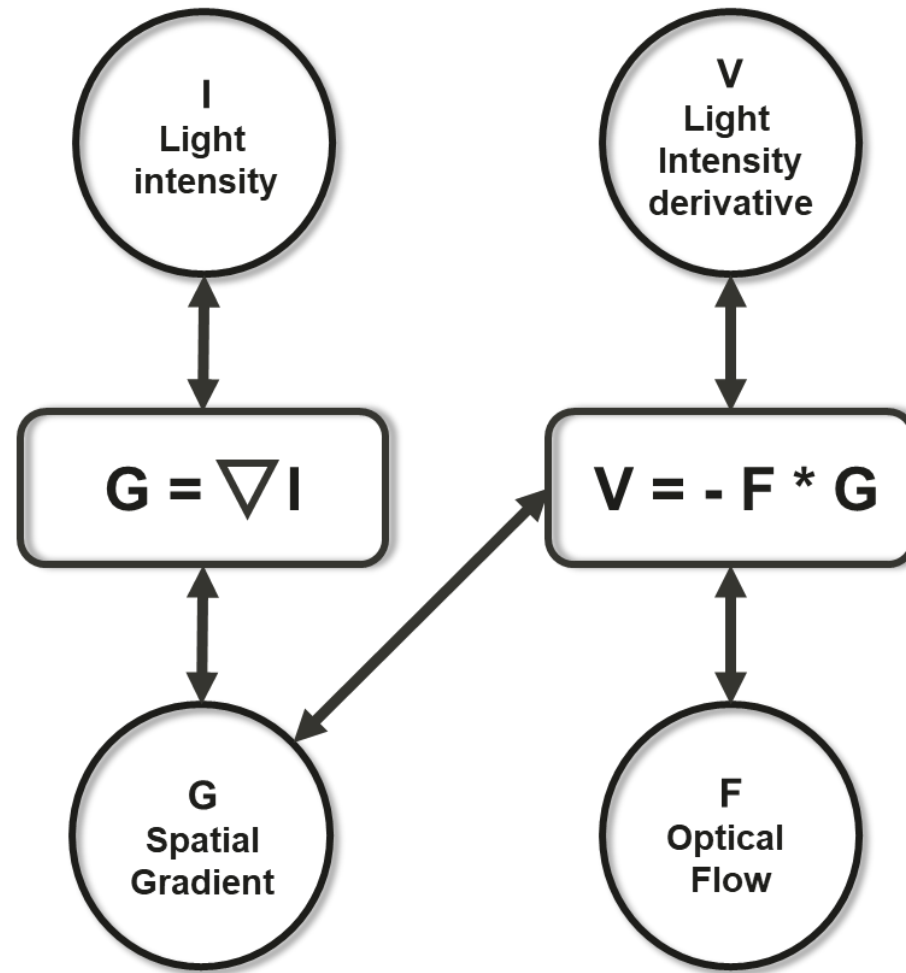 I
Light
intensity
V
Light
Intensity
derivative
G = ▽ I
V = - F * G
G
Spatial
Gradient
F
Optical
Flow